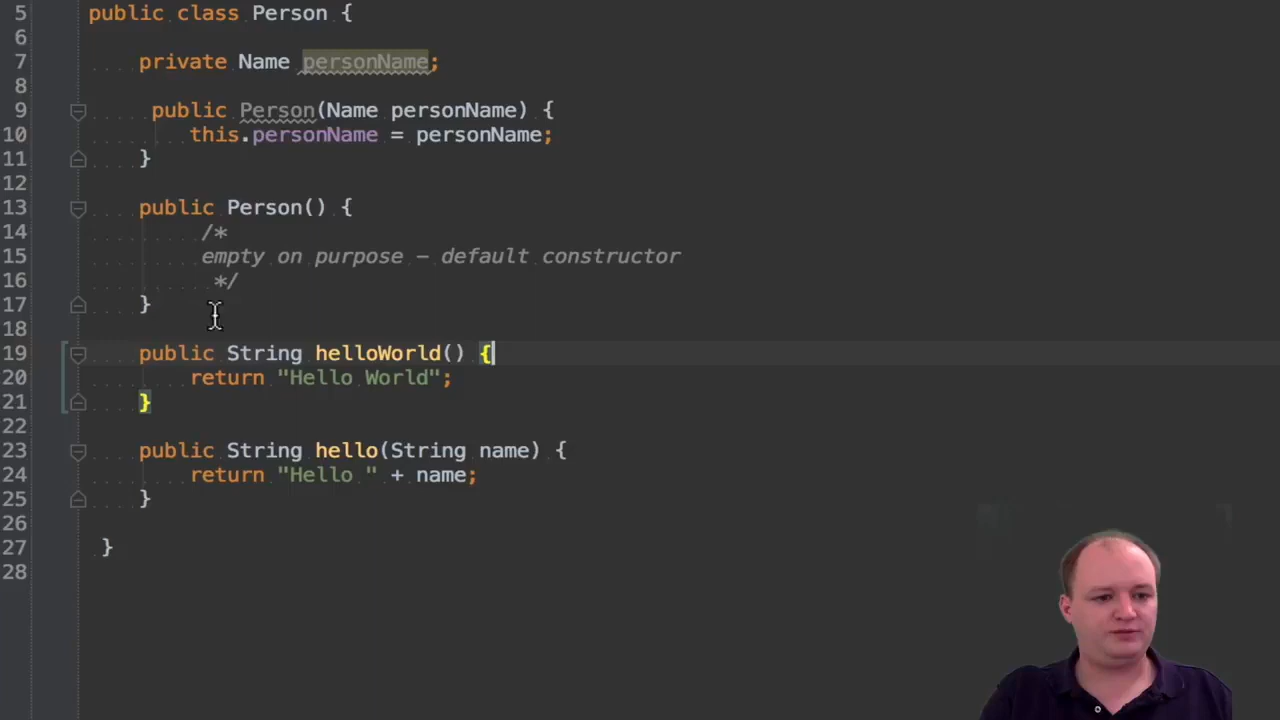 5 public class Person {
6
7 private Name personName;
8
9 public Person(Name personName) {
10 this.personName = personName;
11 }
12
13 public Person() {
14 /*
15 empty on purpose – default constructor
16 */
17 }
18
19 public String helloWorld() {
20 return "Hello World";
21 }
22
23 public String hello(String name) {
24 return "Hello " + name;
25 }
26
27 }
28